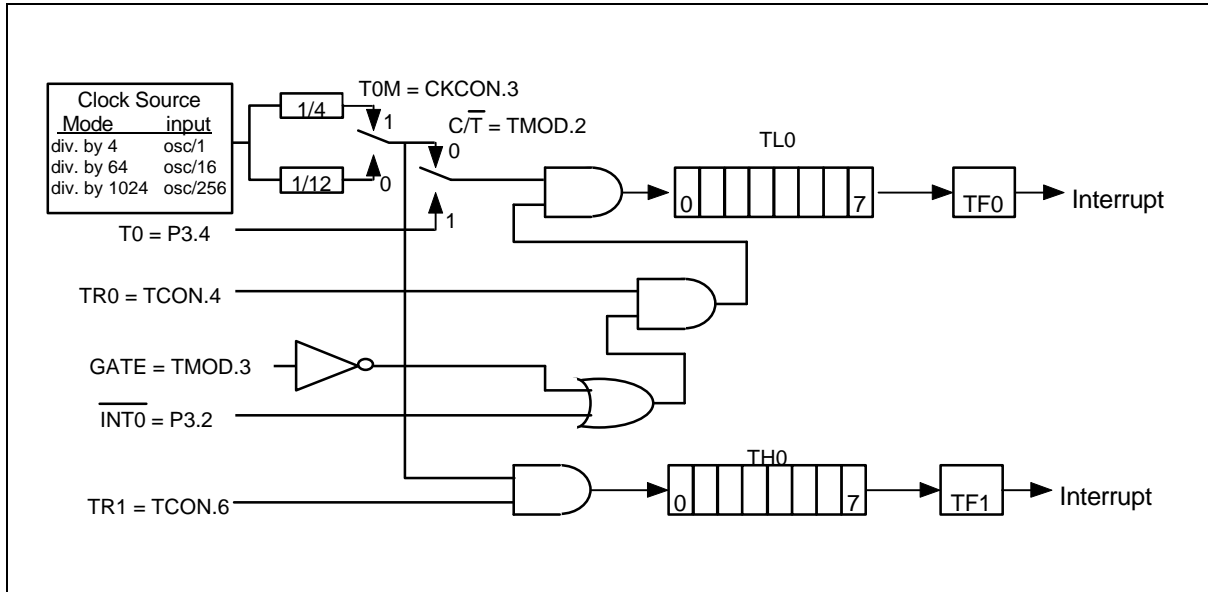 Clock Source
Mode input
div. by 4 osc/1
div. by 64 osc/16
div. by 1024 osc/256
1/4
1/12
T0M = CKCON.3
1
0
C/T̅ = TMOD.2
0
1
T0 = P3.4
TL0
0 7
TF0
Interrupt
TR0 = TCON.4
GATE = TMOD.3
I̅N̅T̅0̅ = P3.2
TR1 = TCON.6
TH0
0 7
TF1
Interrupt